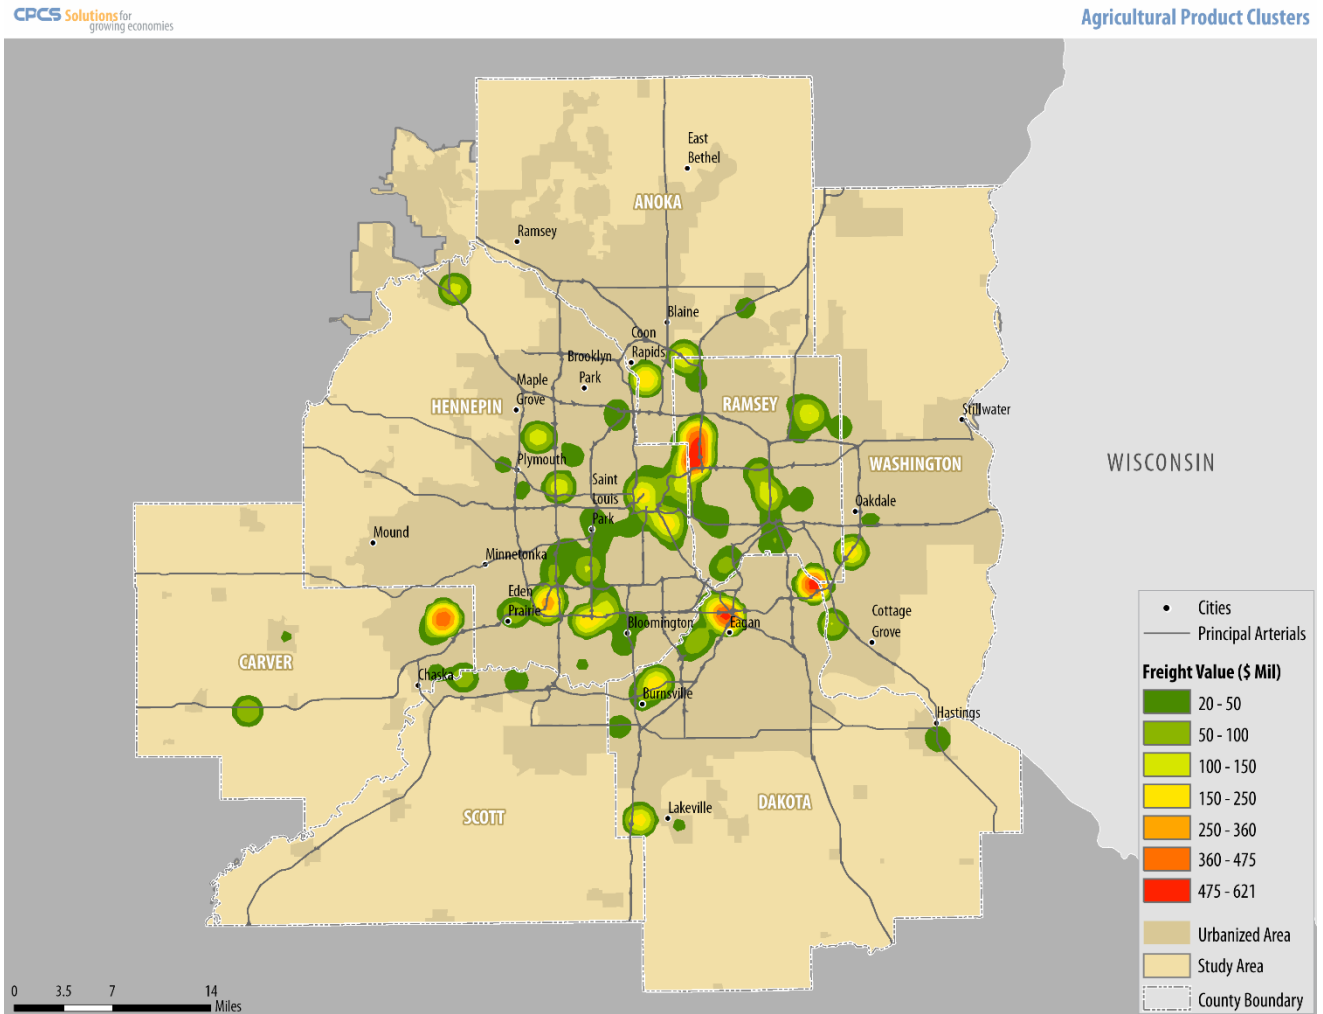 CPCS Solutions for
growing economies
Agricultural Product Clusters
East
Bethel
ANOKA
Ramsey
Blaine
Coon
Rapids
Brooklyn
Park
Maple
Grove
HENNEPIN
RAMSEY
Stillwater
Plymouth
WASHINGTON
WISCONSIN
Saint
Louis
Park
Oakdale
Mound
Minnetonka
Eden
Prairie
Cottage
Grove
Bloomington
Eagan
CARVER
Chaska
Burnsville
Hastings
Lakeville
DAKOTA
SCOTT
Cities
Principal Arterials
Freight Value ($ Mil)
20 - 50
50 - 100
100 - 150
150 - 250
250 - 360
360 - 475
475 - 621
Urbanized Area
Study Area
County Boundary
0 3.5 7 14
Miles